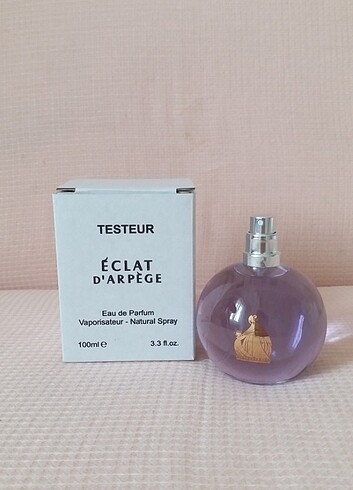 TESTEUR
ÉCLAT
D'ARPÈGE
Eau de Parfum
Vaporisateur - Natural Spray
100ml e 3.3 fl.oz.